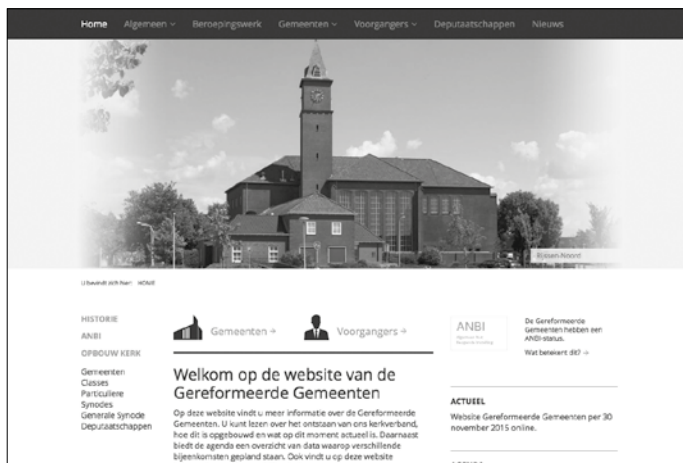 Home Algemeen Beroepingswerk Gemeenten Voorgangers Deputaatschappen Nieuws
Rijssen-Noord
U bevindt zich hier: HOME
HISTORIE
ANBI
OPBOUW KERK
Gemeenten
Classes
Particuliere
Synodes
Generale Synode
Deputaatschappen
Gemeenten →
Voorgangers →
Welkom op de website van de
Gereformeerde Gemeenten
Op deze website vindt u meer informatie over de Gereformeerde
Gemeenten. U kunt lezen over het ontstaan van ons kerkverband,
hoe dit is opgebouwd en wat op dit moment actueel is. Daarnaast
biedt de agenda een overzicht van data waarop verschillende
bijeenkomsten gepland staan. Ook vindt u op deze website
ANBI
De Gereformeerde
Gemeenten hebben een
ANBI-status.
Wat betekent dit? →
ACTUEEL
Website Gereformeerde Gemeenten per 30
november 2015 online.